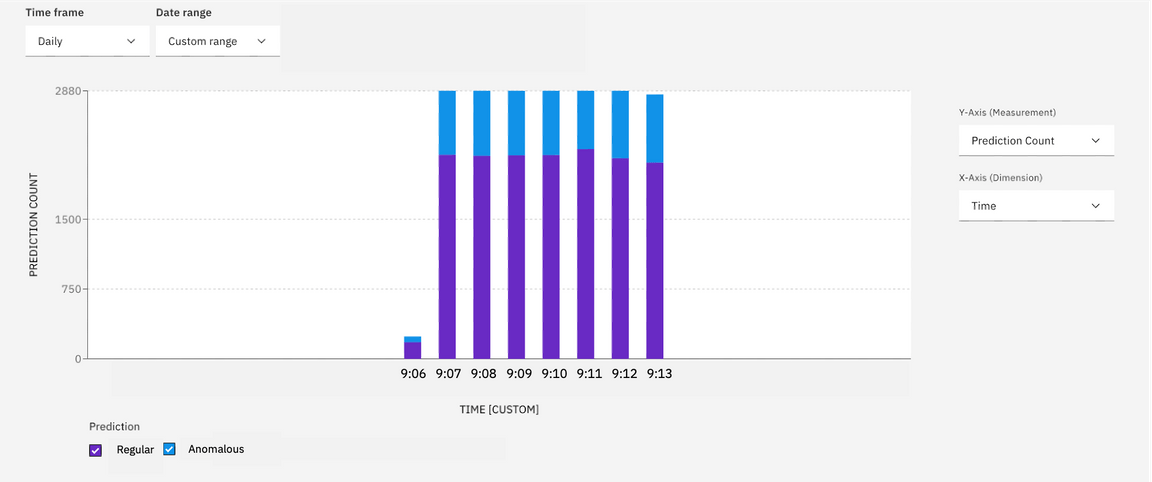 Time frame
Date range
Daily
Custom range
2880
1500
750
0
PREDICTION COUNT
9:06 9:07 9:08 9:09 9:10 9:11 9:12 9:13
TIME [CUSTOM]
Prediction
Regular
Anomalous
Y-Axis (Measurement)
Prediction Count
X-Axis (Dimension)
Time